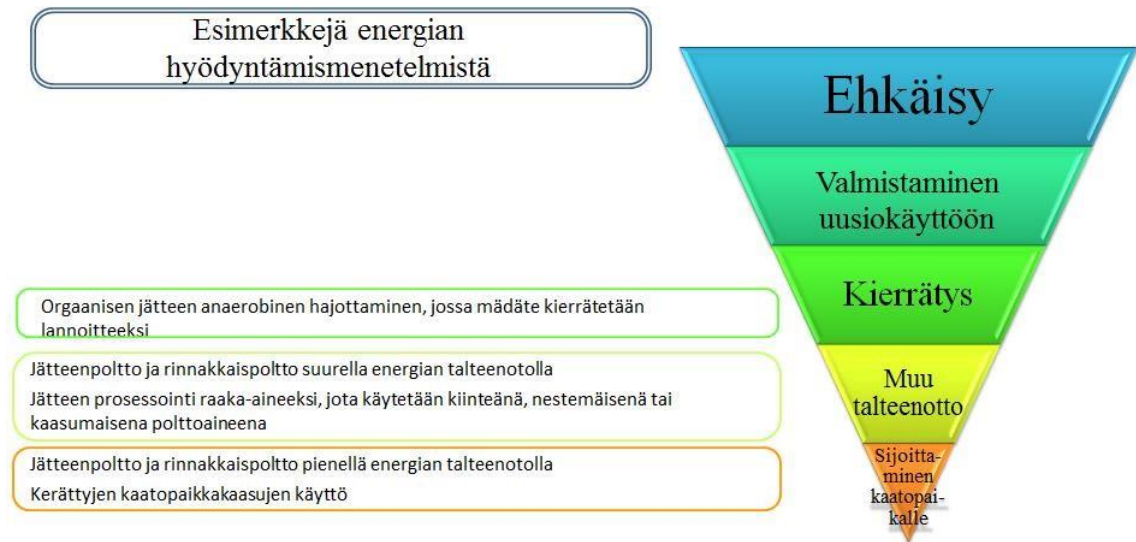 Esimerkkejä energian
hyödyntämismenetelmistä
Ehkäisy
Valmistaminen
uusiokäyttöön
Kierrätys
Orgaanisen jätteen anaerobinen hajottaminen, jossa mädäte kierrätetään
lannoitteeksi
Jätteenpoltto ja rinnakkaispoltto suurella energian talteenotolla
Jätteen prosessointi raaka-aineeksi, jota käytetään kiinteänä, nestemäisenä tai
kaasumaisena polttoaineena
Muu
talteenotto
Jätteenpoltto ja rinnakkaispoltto pienellä energian talteenotolla
Kerättyjen kaatopaikkakaasujen käyttö
Sijoitta-
minen
kaatopai-
kalle